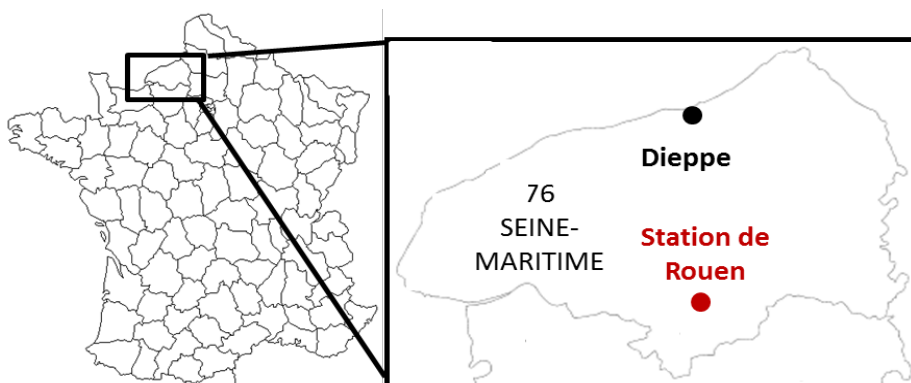 Dieppe
76
SEINE-
MARITIME
Station de
Rouen